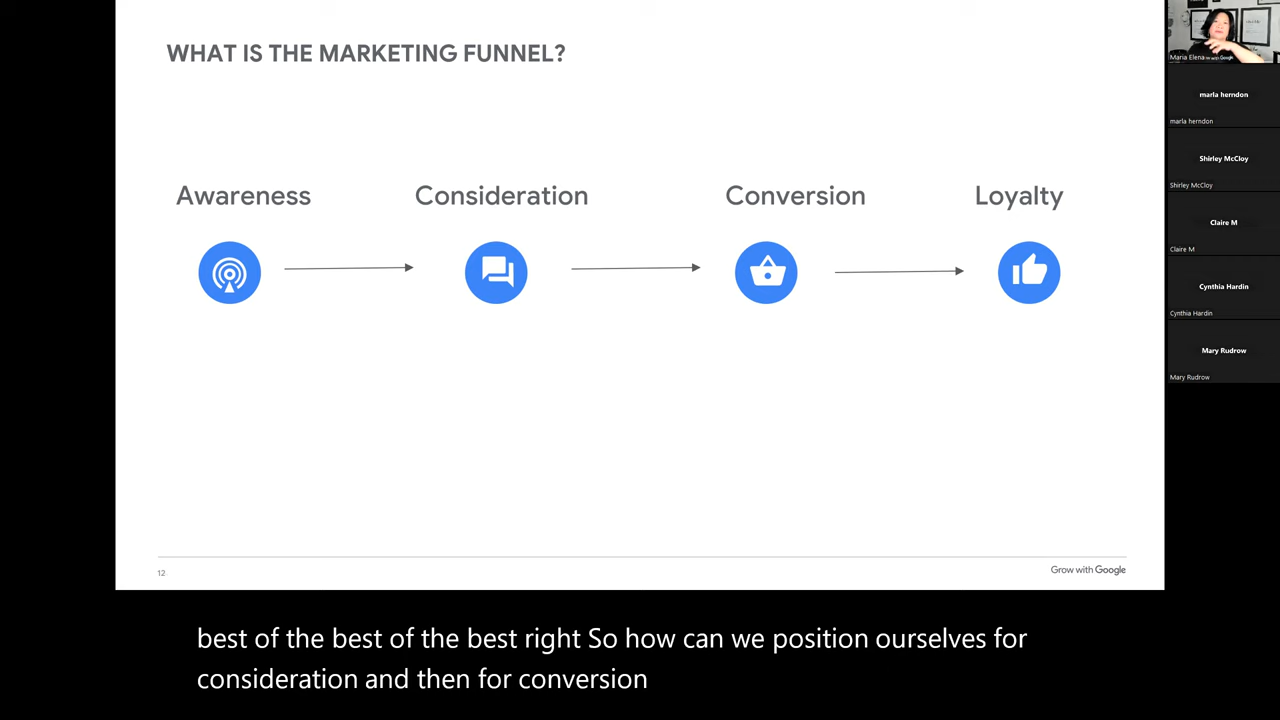 WHAT IS THE MARKETING FUNNEL?
Awareness
Consideration
Conversion
Loyalty
12
Grow with Google
best of the best of the best right So how can we position ourselves for
consideration and then for conversion
Maria Elena
marla herndon
marla herndon
Shirley McCloy
Shirley McCloy
Claire M
Claire M
Cynthia Hardin
Cynthia Hardin
Mary Rudrow
Mary Rudrow